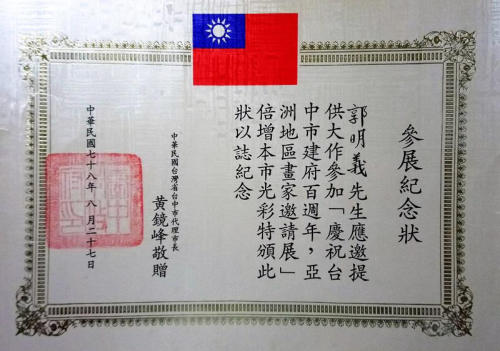 參展紀念狀
郭明義先生應邀提
供大作參加「慶祝台
中市建府百週年，亞
洲地區畫家邀請展」
倍增本市光彩特頒此
狀以誌紀念
中華民國台灣省台中市代理市長
黃鏡峰敬贈
中華民國七十八年 八月二十七日